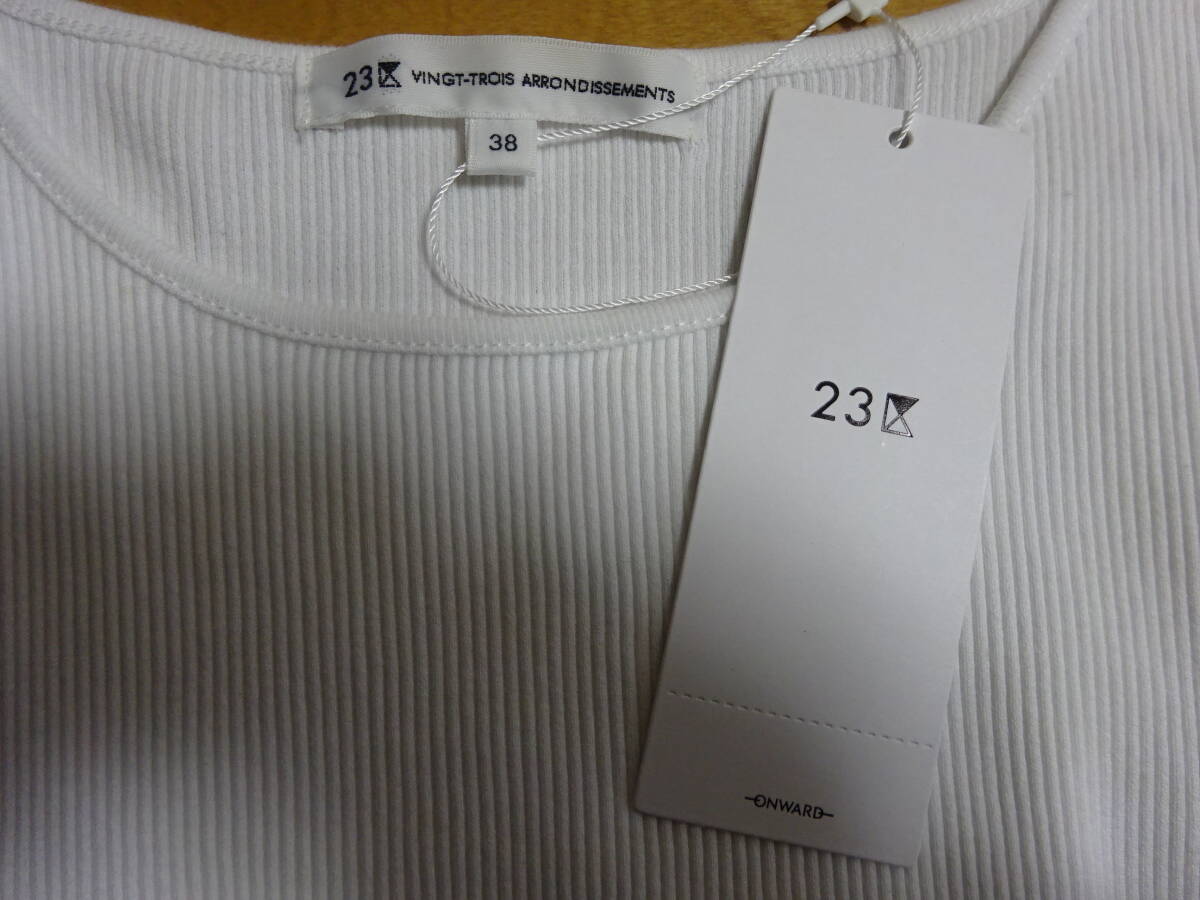 23区 VINGT-TROIS ARRONDISSEMENTS
38
23区
ONWARD